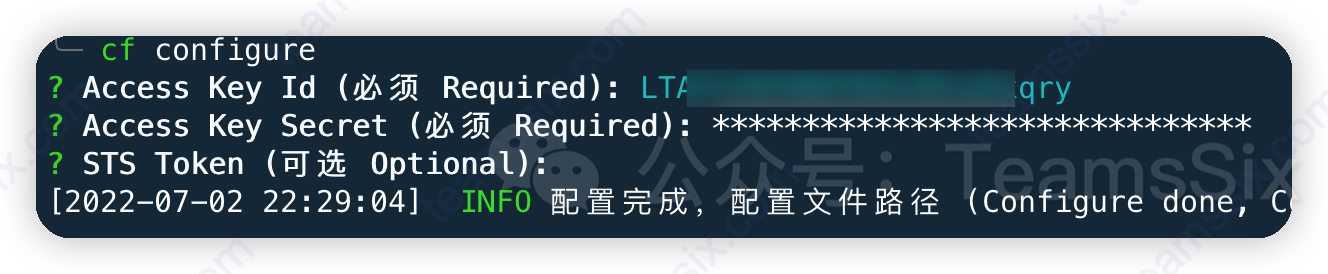 cf configure
? Access Key Id (必须 Required): LTA qry
? Access Key Secret (必须 Required): ******************************
? STS Token (可选 Optional):
[2022-07-02 22:29:04] INFO 配置完成, 配置文件路径 (Configure done,
公众号: TeamsSix
teamssix.com